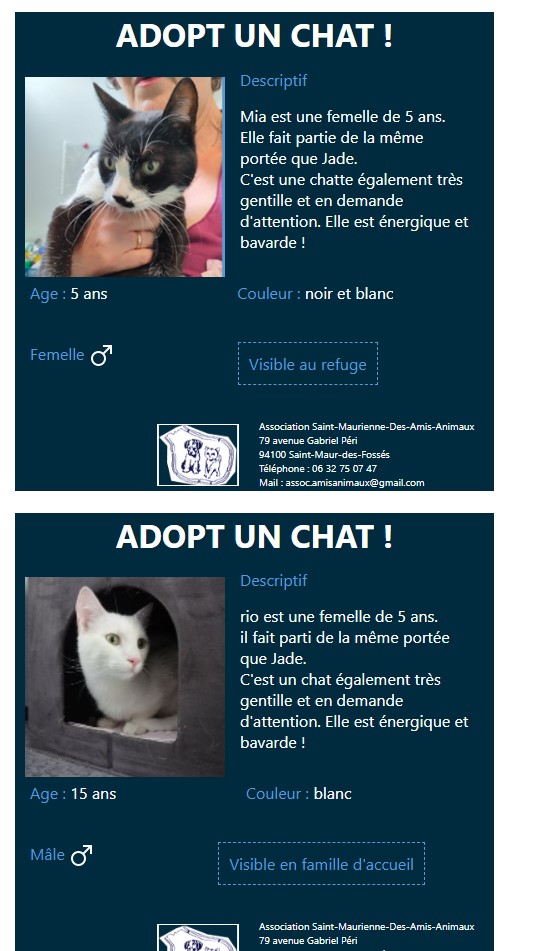 ADOPT UN CHAT !
Descriptif
Mia est une femelle de 5 ans.
Elle fait partie de la même
portée que Jade.
C'est une chatte également très
gentille et en demande
d'attention. Elle est énergique et
bavarde !
Age : 5 ans
Couleur : noir et blanc
Femelle
Visible au refuge
Association Saint-Maurienne-Des-Amis-Animaux
79 avenue Gabriel Péri
94100 Saint-Maur-des-Fossés
Téléphone : 06 32 75 07 47
Mail : assoc.amisanimaux@gmail.com
ADOPT UN CHAT !
Descriptif
rio est une femelle de 5 ans.
il fait parti de la même portée
que Jade.
C'est un chat également très
gentille et en demande
d'attention. Elle est énergique et
bavarde !
Age : 15 ans
Couleur : blanc
Mâle
Visible en famille d'accueil
Association Saint-Maurienne-Des-Amis-Animaux
79 avenue Gabriel Péri